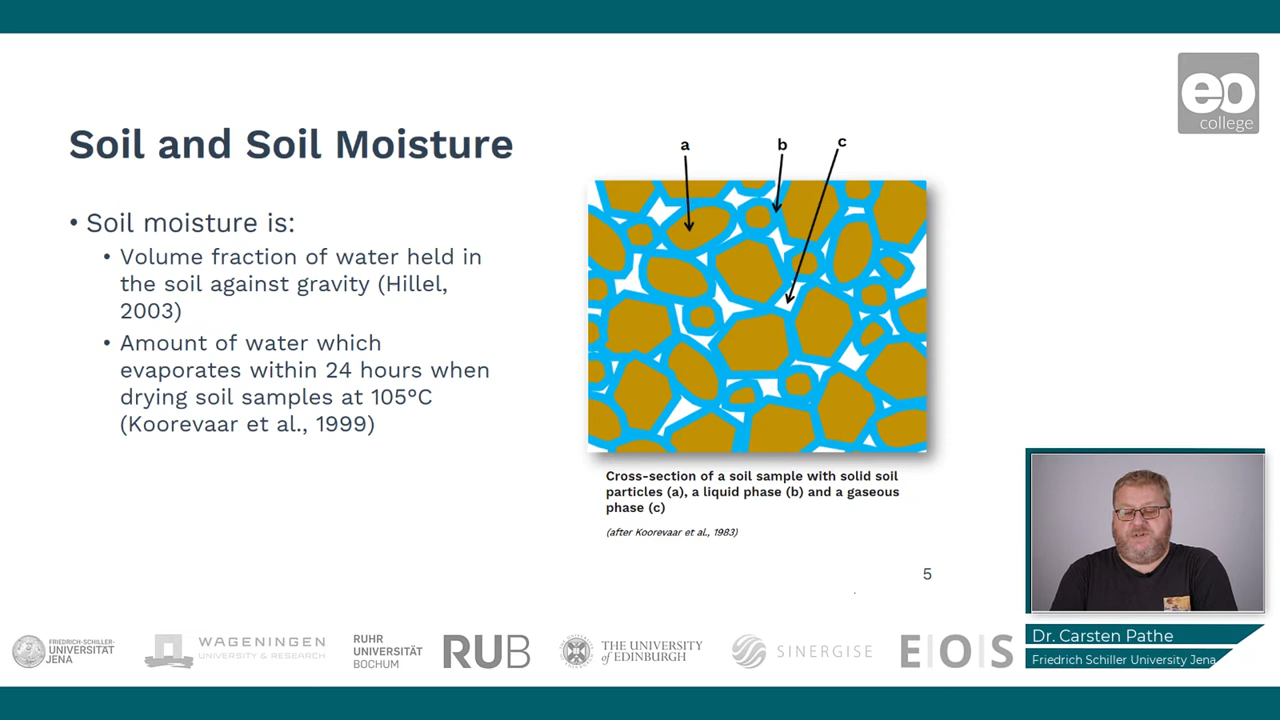 eo
college
Soil and Soil Moisture
• Soil moisture is:
• Volume fraction of water held in
the soil against gravity (Hillel,
2003)
• Amount of water which
evaporates within 24 hours when
drying soil samples at 105°C
(Koorevaar et al., 1999)
a b c
Cross-section of a soil sample with solid soil
particles (a), a liquid phase (b) and a gaseous
phase (c)
(after Koorevaar et al., 1983)
5
Dr. Carsten Pathe
Friedrich Schiller University Jena
FRIEDRICH-SCHILLER-
UNIVERSITÄT
JENA
WAGENINGEN
UNIVERSITY & RESEARCH
RUHR
UNIVERSITÄT
BOCHUM
RUB
THE UNIVERSITY
of EDINBURGH
SINERGISE
E|O|S